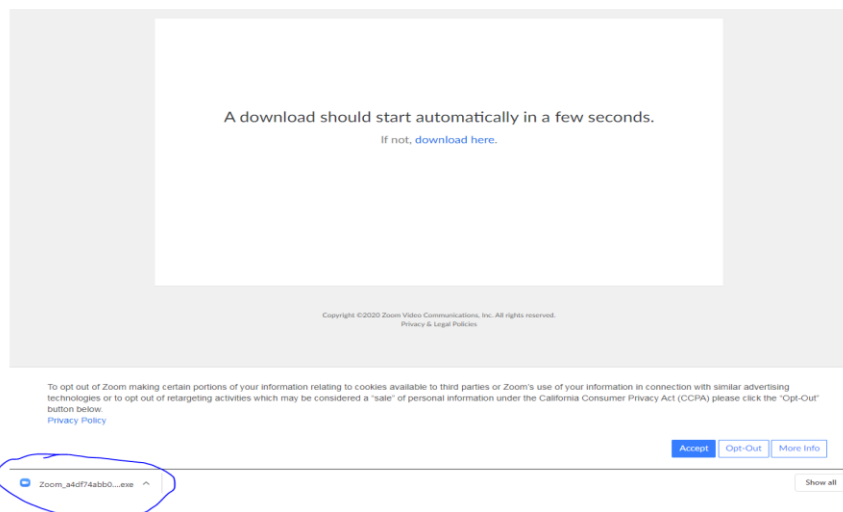 A download should start automatically in a few seconds.
If not, download here.
Copyright ©2020 Zoom Video Communications, Inc. All rights reserved.
Privacy & Legal Policies
To opt out of Zoom making certain portions of your information relating to cookies available to third parties or Zoom's use of your information in connection with similar advertising
technologies or to opt out of retargeting activities which may be considered a "sale" of personal information under the California Consumer Privacy Act (CCPA) please click the "Opt-Out"
button below.
Privacy Policy
Accept Opt-Out More Info
Zoom_a4df74abb0....exe Show all